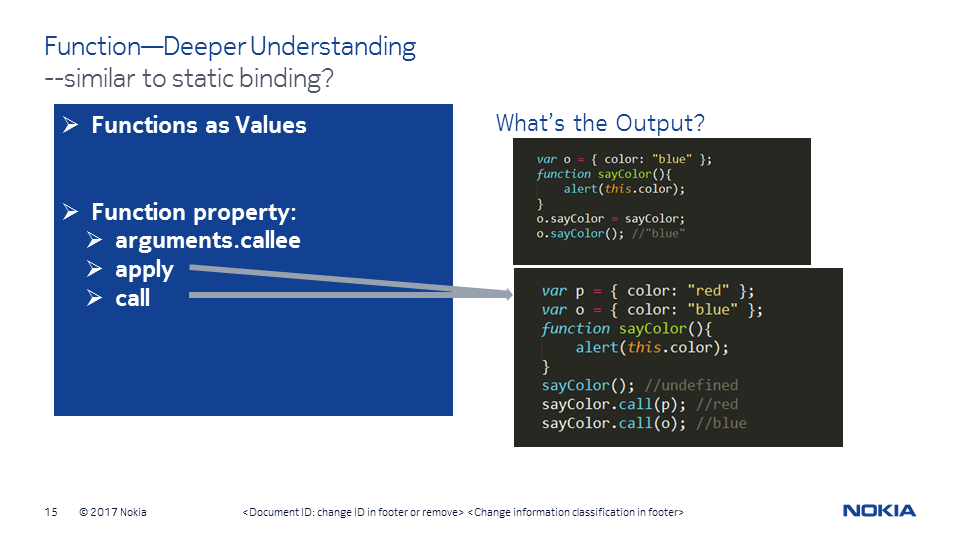 Function—Deeper Understanding
--similar to static binding?
➢ Functions as Values
➢ Function property:
➢ arguments.callee
➢ apply
➢ call
What's the Output?
var o = { color: "blue" };
function sayColor(){
    alert(this.color);
}
o.sayColor = sayColor;
o.sayColor(); //"blue"
var p = { color: "red" };
var o = { color: "blue" };
function sayColor(){
    alert(this.color);
}
sayColor(); //undefined
sayColor.call(p); //red
sayColor.call(o); //blue
15 © 2017 Nokia <Document ID: change ID in footer or remove> <Change information classification in footer>
NOKIA